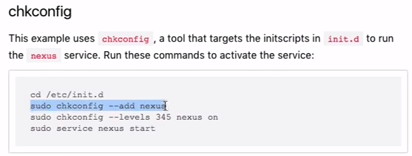 chkconfig
This example uses chkconfig , a tool that targets the initscripts in init.d to run
the nexus service. Run these commands to activate the service:
cd /etc/init.d
sudo chkconfig --add nexus
sudo chkconfig --levels 345 nexus on
sudo service nexus start